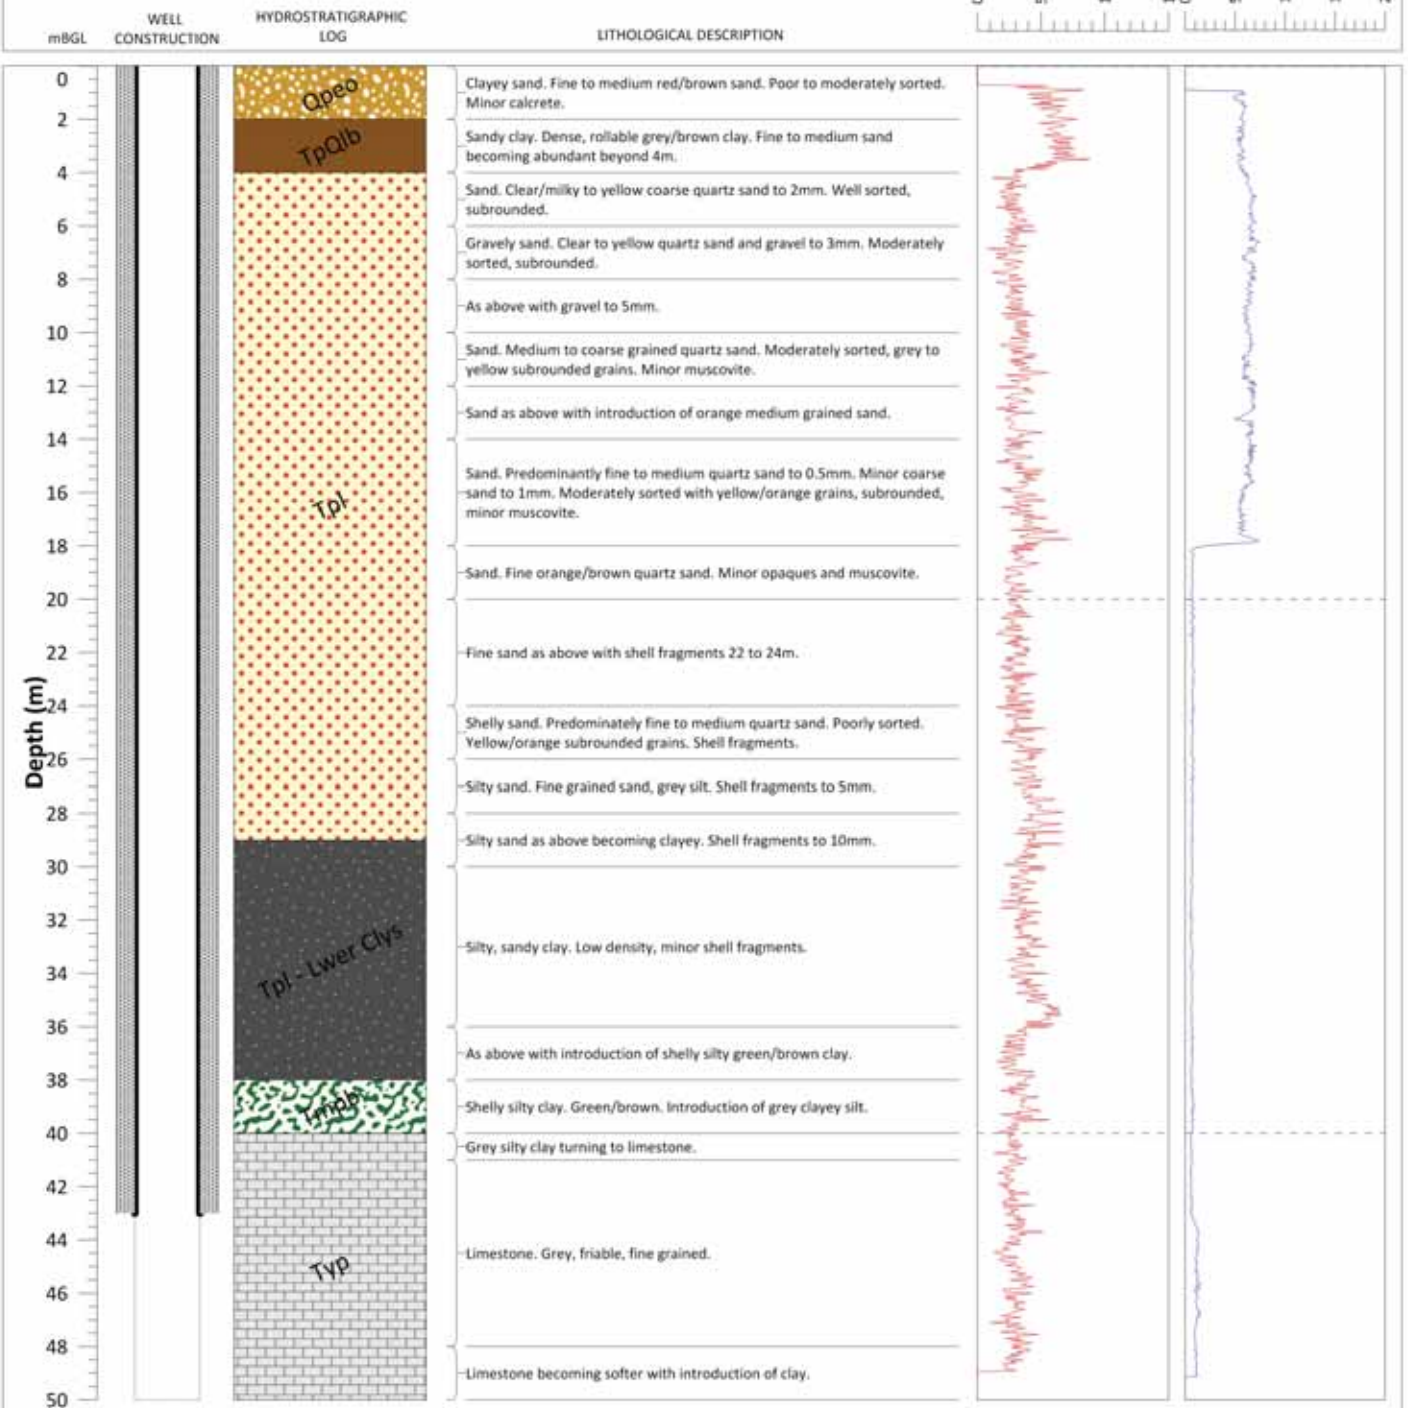 WELL
CONSTRUCTION
HYDROSTRATIGRAPHIC
LOG
mBGL
LITHOLOGICAL DESCRIPTION
Depth (m)
0
2
4
6
8
10
12
14
16
18
20
22
24
26
28
30
32
34
36
38
40
42
44
46
48
50
Qpeo
TpQlb
Tpl
Tpl - Lwer Clys
Tmpb
Typ
Clayey sand. Fine to medium red/brown sand. Poor to moderately sorted.
Minor calcrete.
Sandy clay. Dense, rollable grey/brown clay. Fine to medium sand
becoming abundant beyond 4m.
Sand. Clear/milky to yellow coarse quartz sand to 2mm. Well sorted,
subrounded.
Gravely sand. Clear to yellow quartz sand and gravel to 3mm. Moderately
sorted, subrounded.
As above with gravel to 5mm.
Sand. Medium to coarse grained quartz sand. Moderately sorted, grey to
yellow subrounded grains. Minor muscovite.
Sand as above with introduction of orange medium grained sand.
Sand. Predominantly fine to medium quartz sand to 0.5mm. Minor coarse
sand to 1mm. Moderately sorted with yellow/orange grains, subrounded,
minor muscovite.
Sand. Fine orange/brown quartz sand. Minor opaques and muscovite.
Fine sand as above with shell fragments 22 to 24m.
Shelly sand. Predominately fine to medium quartz sand. Poorly sorted.
Yellow/orange subrounded grains. Shell fragments.
Silty sand. Fine grained sand, grey silt. Shell fragments to 5mm.
Silty sand as above becoming clayey. Shell fragments to 10mm.
Silty, sandy clay. Low density, minor shell fragments.
As above with introduction of shelly silty green/brown clay.
Shelly silty clay. Green/brown. Introduction of grey clayey silt.
Grey silty clay turning to limestone.
Limestone. Grey, friable, fine grained.
Limestone becoming softer with introduction of clay.